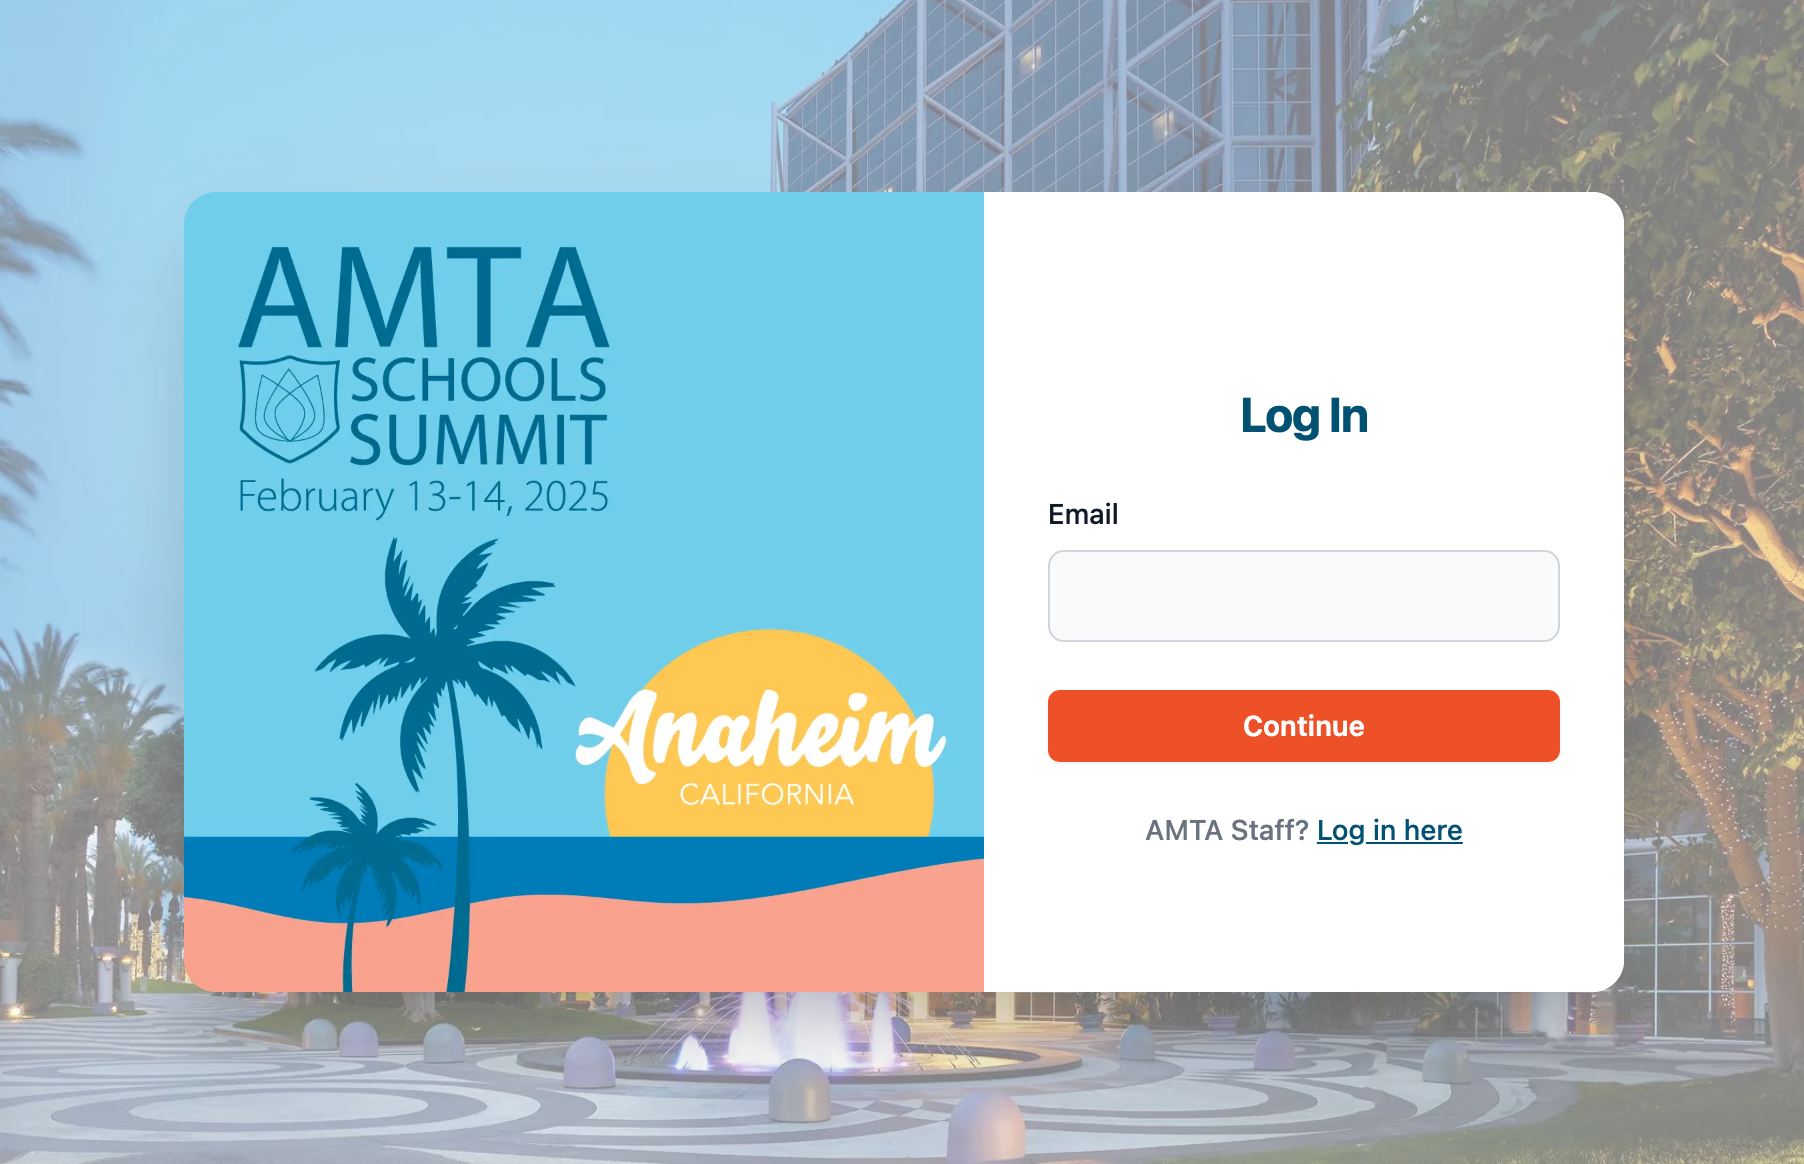 AMTA
SCHOOLS
SUMMIT
February 13-14, 2025
Anaheim
CALIFORNIA
Log In
Email
Continue
AMTA Staff? Log in here